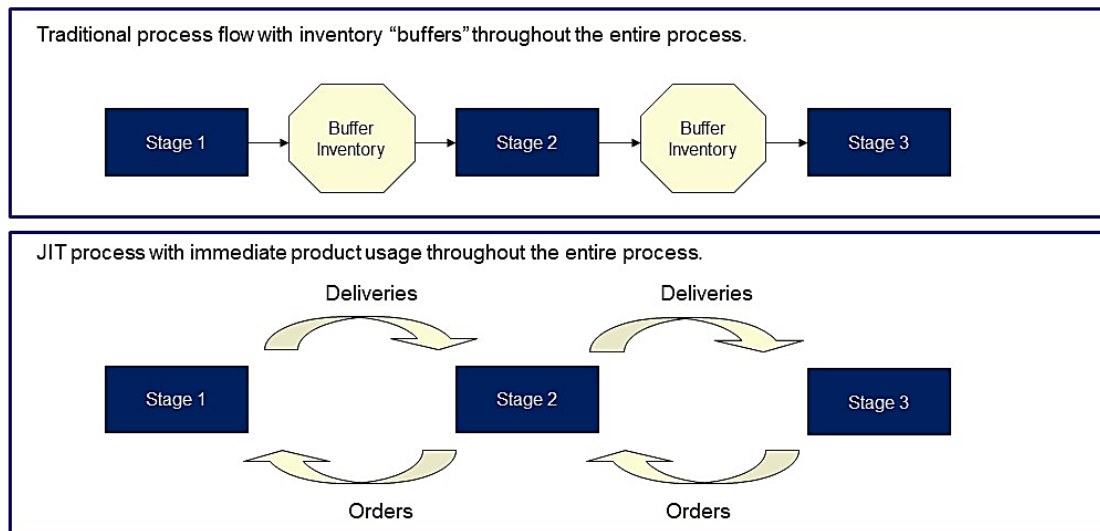 Traditional process flow with inventory “buffers” throughout the entire process.
Stage 1
Buffer
Inventory
Stage 2
Buffer
Inventory
Stage 3
JIT process with immediate product usage throughout the entire process.
Deliveries
Deliveries
Stage 1
Stage 2
Stage 3
Orders
Orders